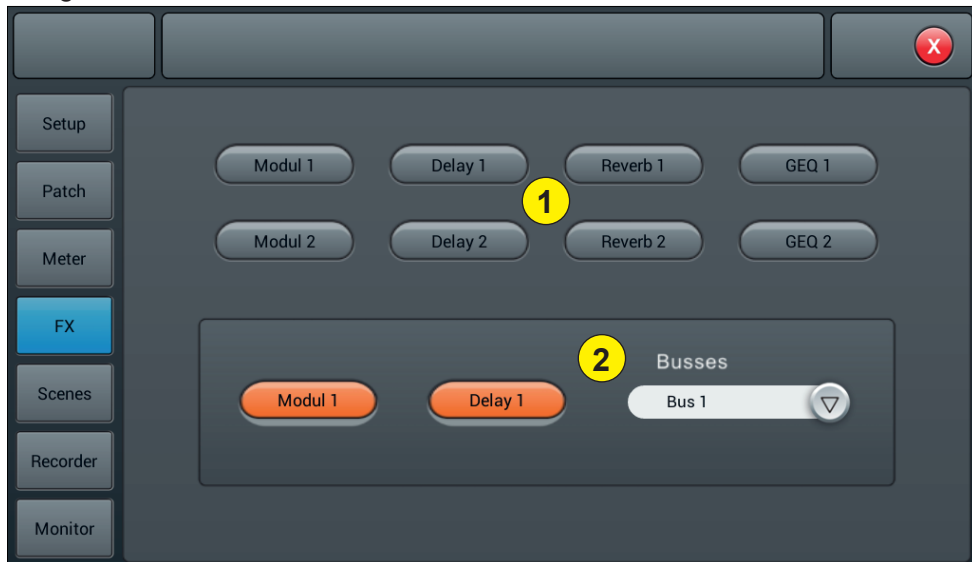 X
Setup
Modul 1 Delay 1 Reverb 1 GEQ 1
Patch
1
Modul 2 Delay 2 Reverb 2 GEQ 2
Meter
FX
2
Busses
Scenes
Modul 1 Delay 1 Bus 1
Recorder
Monitor